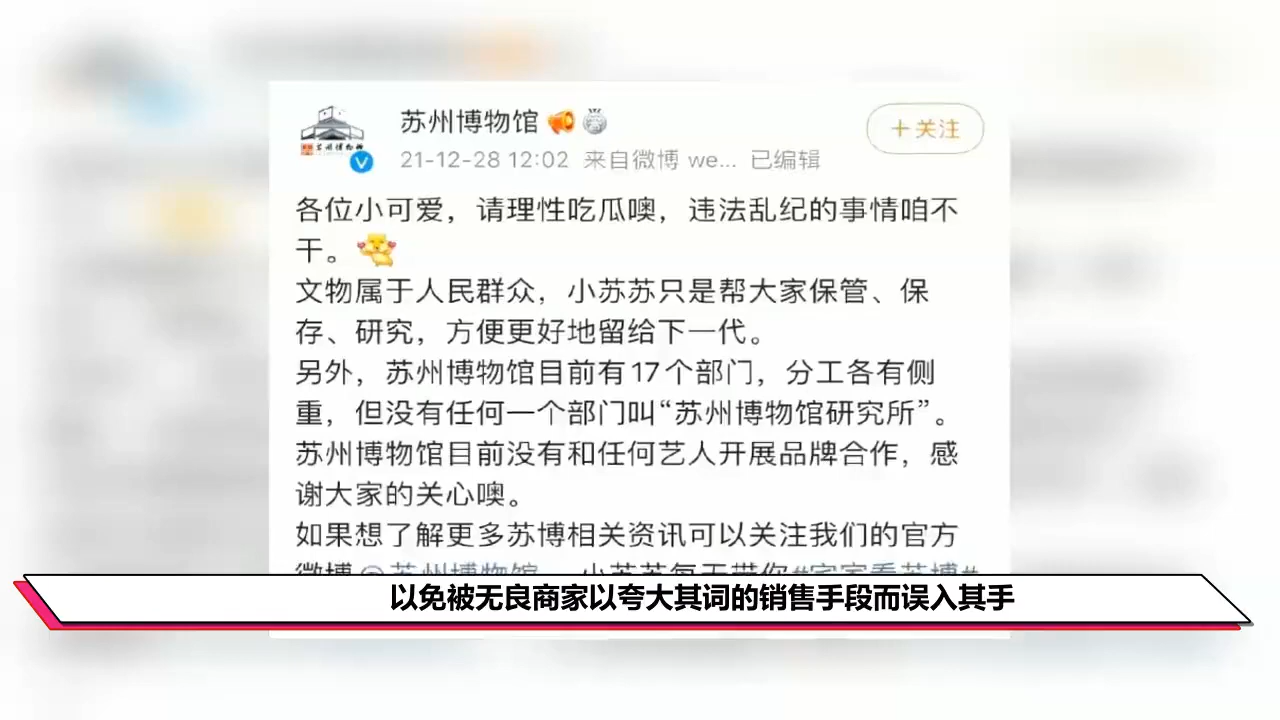 苏州博物馆
21-12-28 12:02 来自微博 we... 已编辑
+关注
各位小可爱，请理性吃瓜噢，违法乱纪的事情咱不
干。
文物属于人民群众，小苏苏只是帮大家保管、保
存、研究，方便更好地留给下一代。
另外，苏州博物馆目前有17个部门，分工各有侧
重，但没有任何一个部门叫“苏州博物馆研究所”。
苏州博物馆目前没有和任何艺人开展品牌合作，感
谢大家的关心噢。
如果想了解更多苏博相关资讯可以关注我们的官方
微博@苏州博物馆
以免被无良商家以夸大其词的销售手段而误入其手